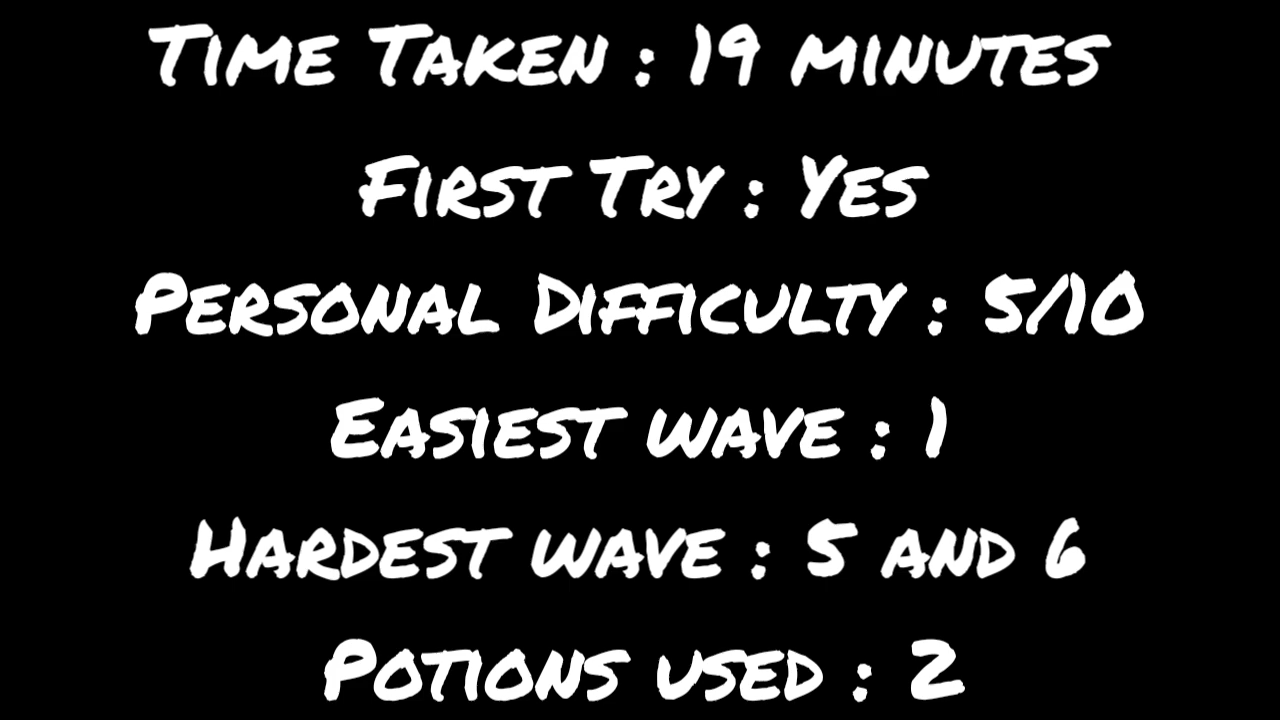 Time Taken : 19 minutes
First Try : Yes
Personal Difficulty : 5/10
Easiest wave : 1
Hardest wave : 5 and 6
Potions used : 2